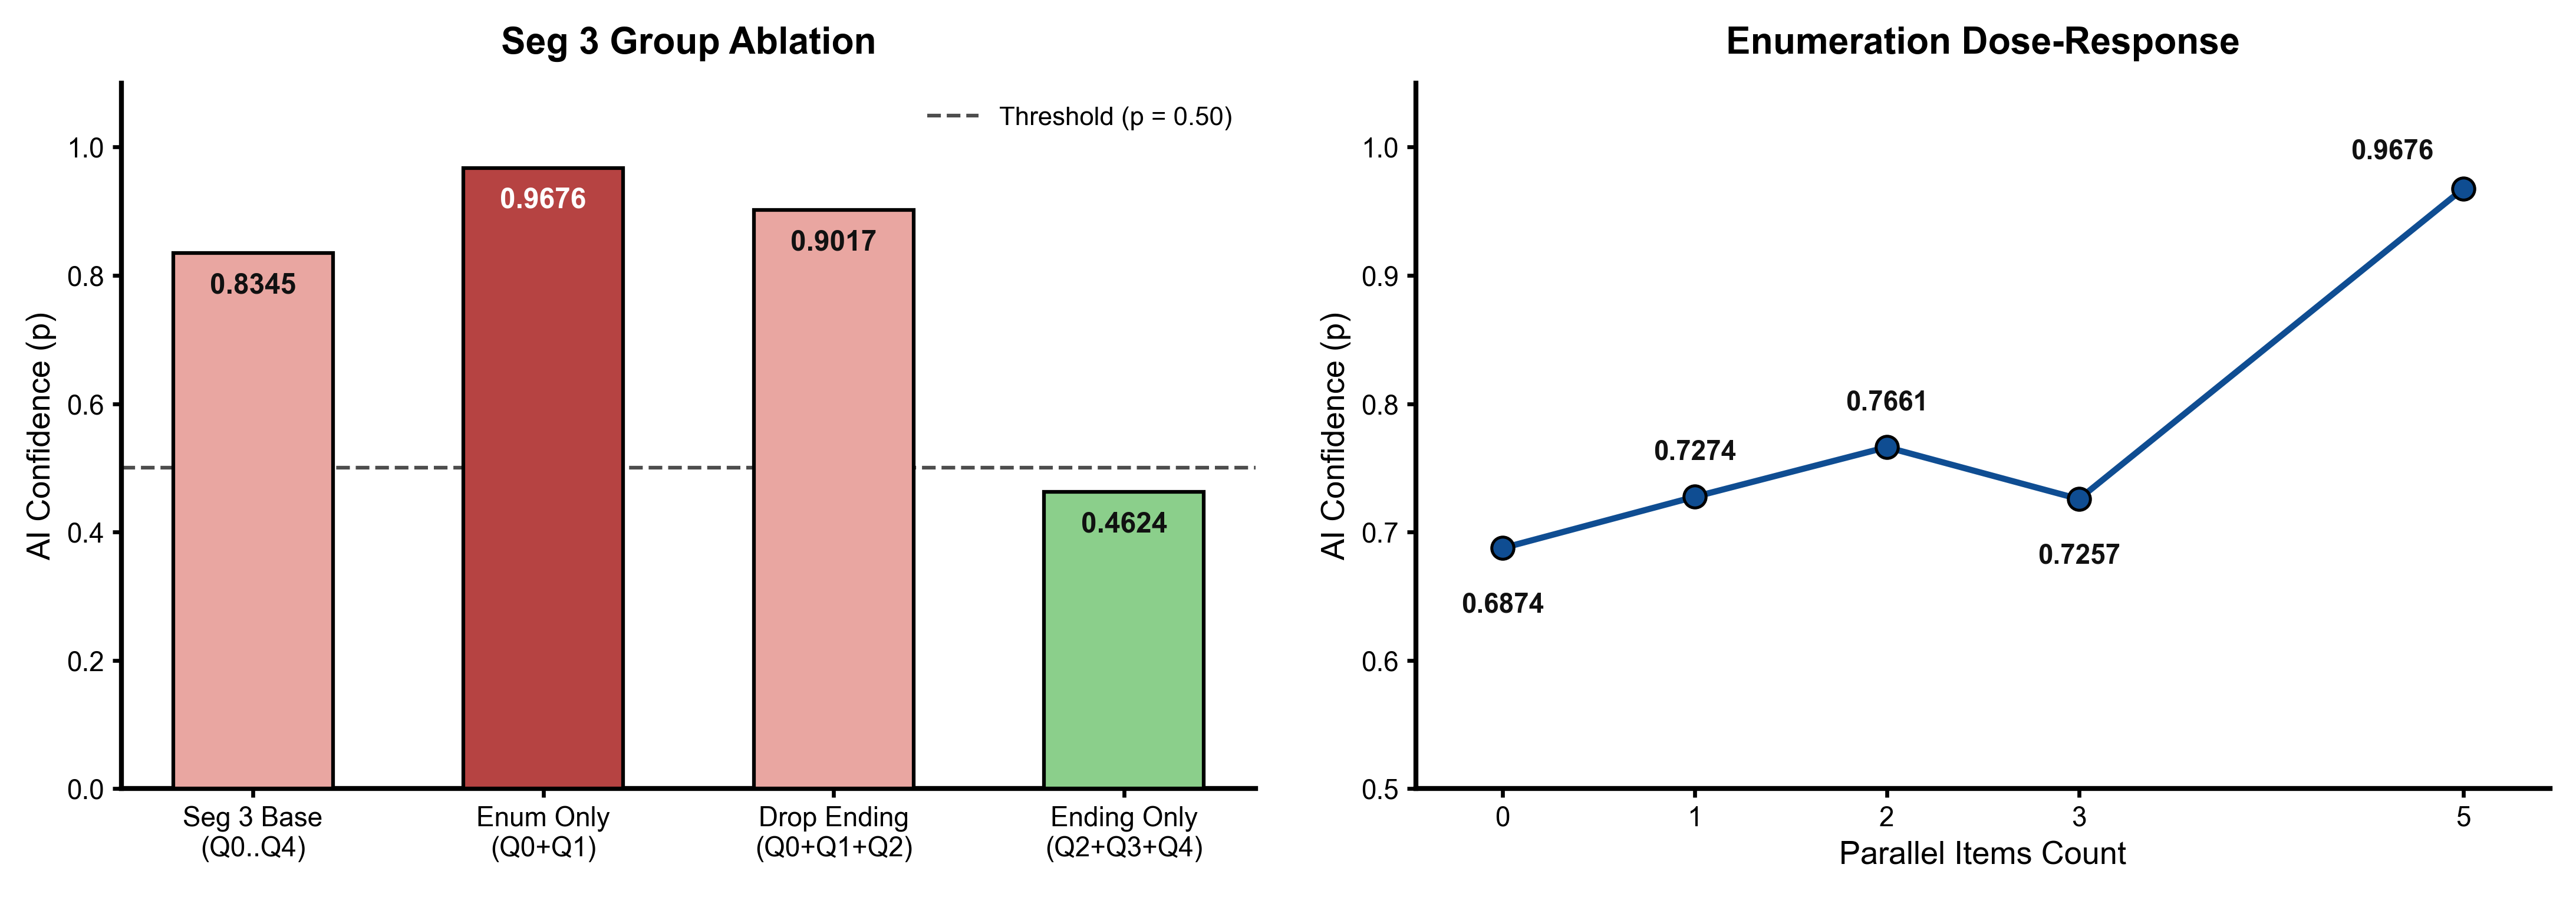 Seg 3 Group Ablation
Threshold (p = 0.50)
AI Confidence (p)
1.0
0.8
0.6
0.4
0.2
0.0
0.8345
0.9676
0.9017
0.4624
Seg 3 Base
(Q0..Q4)
Enum Only
(Q0+Q1)
Drop Ending
(Q0+Q1+Q2)
Ending Only
(Q2+Q3+Q4)
Enumeration Dose-Response
AI Confidence (p)
1.0
0.9
0.8
0.7
0.6
0.5
0.6874
0.7274
0.7661
0.7257
0.9676
0
1
2
3
5
Parallel Items Count